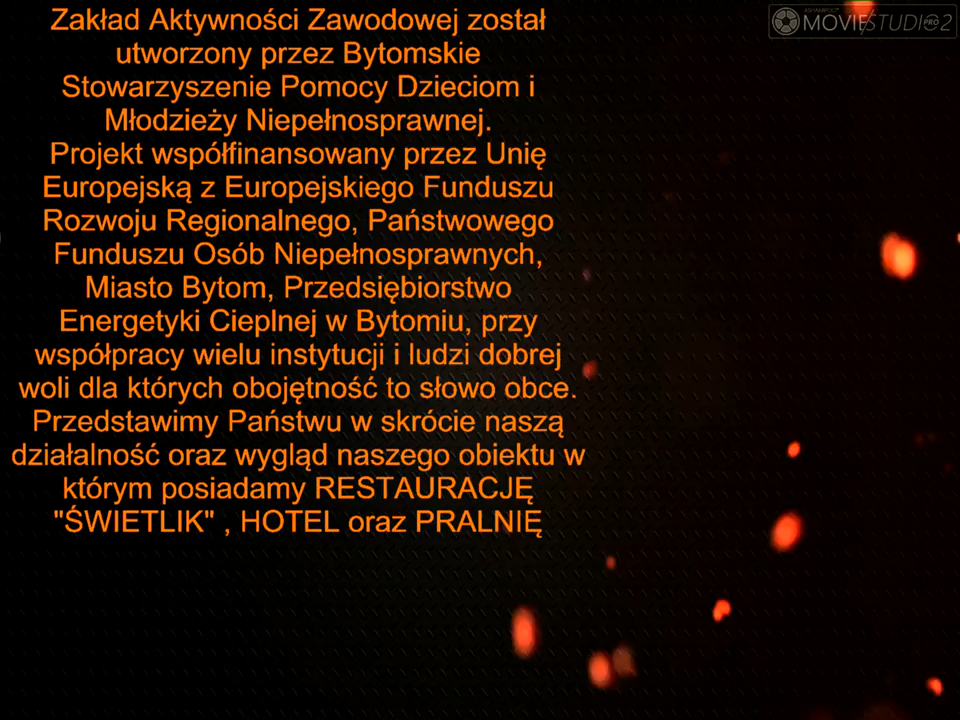 Zakład Aktywności Zawodowej został
utworzony przez Bytomskie
Stowarzyszenie Pomocy Dzieciom i
Młodzieży Niepełnosprawnej.
Projekt współfinansowany przez Unię
Europejską z Europejskiego Funduszu
Rozwoju Regionalnego, Państwowego
Funduszu Osób Niepełnosprawnych,
Miasto Bytom, Przedsiębiorstwo
Energetyki Cieplnej w Bytomiu, przy
współpracy wielu instytucji i ludzi dobrej
woli dla których obojętność to słowo obce.
Przedstawimy Państwu w skrócie naszą
działalność oraz wygląd naszego obiektu w
którym posiadamy RESTAURACJĘ
"ŚWIETLIK" , HOTEL oraz PRALNIĘ
ASHAMPOO
MOVIESTUDIO PRO 2